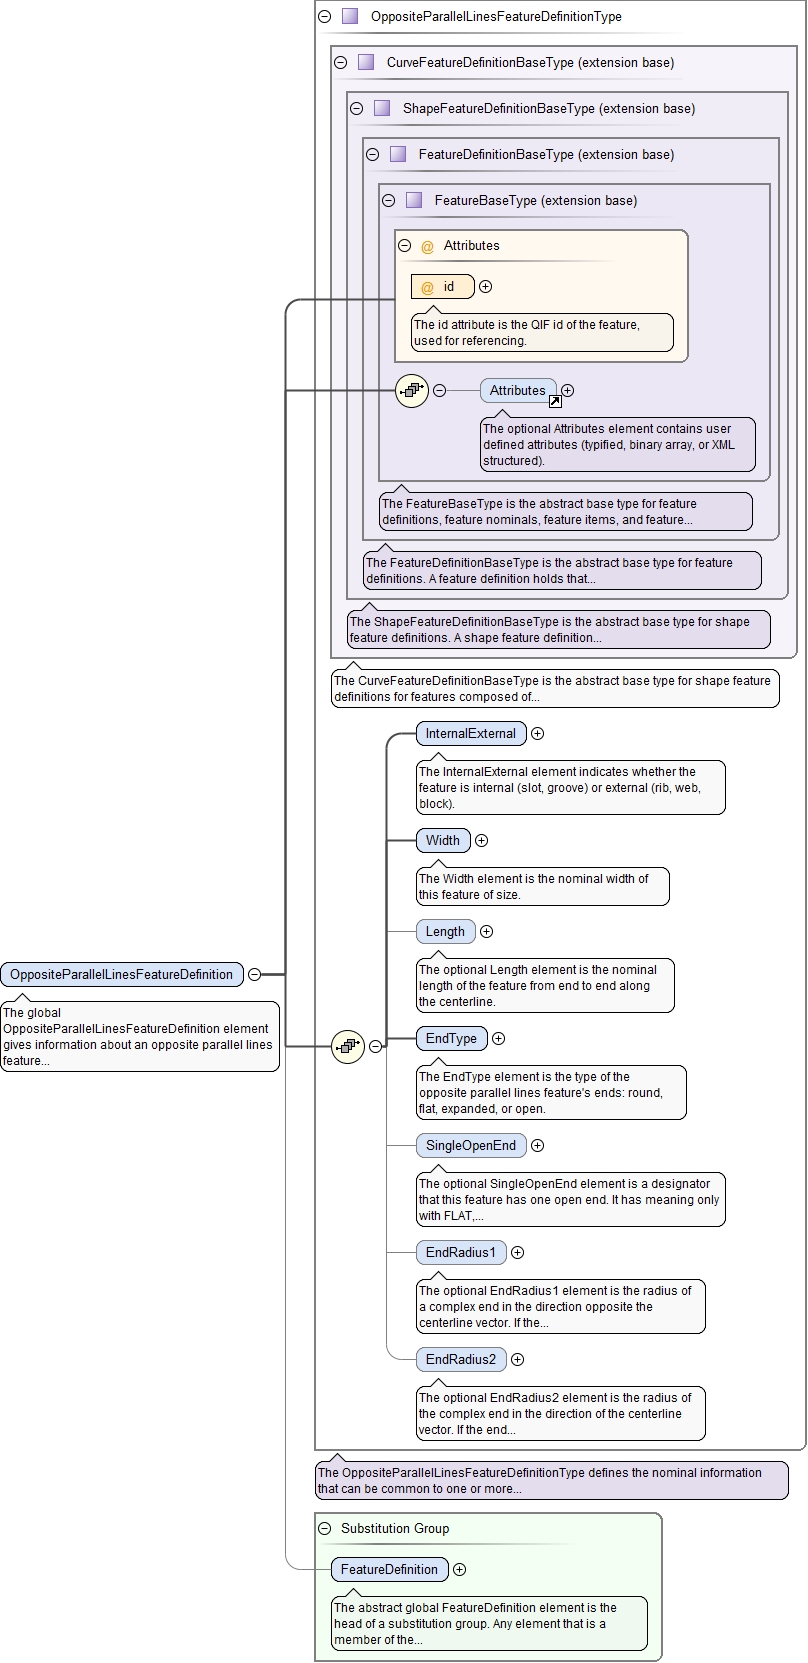 OppositeParallelLinesFeatureDefinitionType
CurveFeatureDefinitionBaseType (extension base)
ShapeFeatureDefinitionBaseType (extension base)
FeatureDefinitionBaseType (extension base)
FeatureBaseType (extension base)
@ Attributes
@ id
The id attribute is the QIF id of the feature,
used for referencing.
Attributes
The optional Attributes element contains user
defined attributes (typified, binary array, or XML
structured).
The FeatureBaseType is the abstract base type for feature
definitions, feature nominals, feature items, and feature...
The FeatureDefinitionBaseType is the abstract base type for feature
definitions. A feature definition holds that...
The ShapeFeatureDefinitionBaseType is the abstract base type for shape
feature definitions. A shape feature definition...
The CurveFeatureDefinitionBaseType is the abstract base type for shape feature
definitions for features composed of...
InternalExternal
The InternalExternal element indicates whether the
feature is internal (slot, groove) or external (rib, web,
block).
Width
The Width element is the nominal width of
this feature of size.
Length
The optional Length element is the nominal
length of the feature from end to end along
the centerline.
OppositeParallelLinesFeatureDefinition
The global
OppositeParallelLinesFeatureDefinition element
gives information about an opposite parallel lines
feature...
EndType
The EndType element is the type of the
opposite parallel lines feature's ends: round,
flat, expanded, or open.
SingleOpenEnd
The optional SingleOpenEnd element is a designator
that this feature has one open end. It has meaning only
with FLAT,...
EndRadius1
The optional EndRadius1 element is the radius of
a complex end in the direction opposite the
centerline vector. If the...
EndRadius2
The optional EndRadius2 element is the radius of
the complex end in the direction of the centerline
vector. If the end...
The OppositeParallelLinesFeatureDefinitionType defines the nominal information
that can be common to one or more...
Substitution Group
FeatureDefinition
The abstract global FeatureDefinition element is the
head of a substitution group. Any element that is a
member of the...